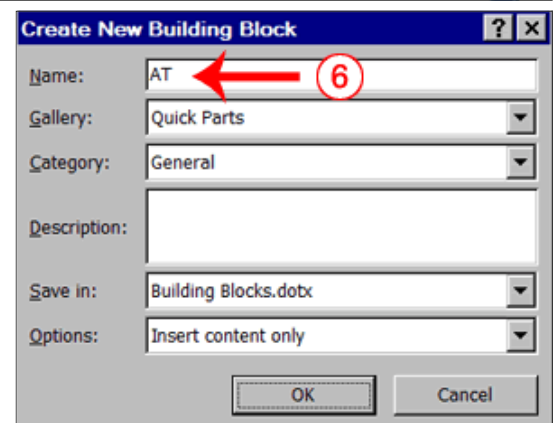 Create New Building Block ? ×
Name: AT 6
Gallery: Quick Parts
Category: General
Description:
Save in: Building Blocks.dotx
Options: Insert content only
OK Cancel